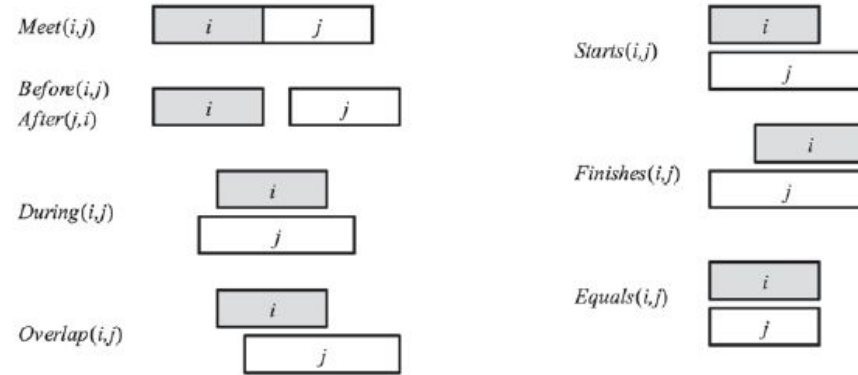 Meet(i,j)
i
j
Before(i,j)
After(j,i)
i
j
During(i,j)
i
j
Overlap(i,j)
i
j
Starts(i,j)
i
j
Finishes(i,j)
i
j
Equals(i,j)
i
j